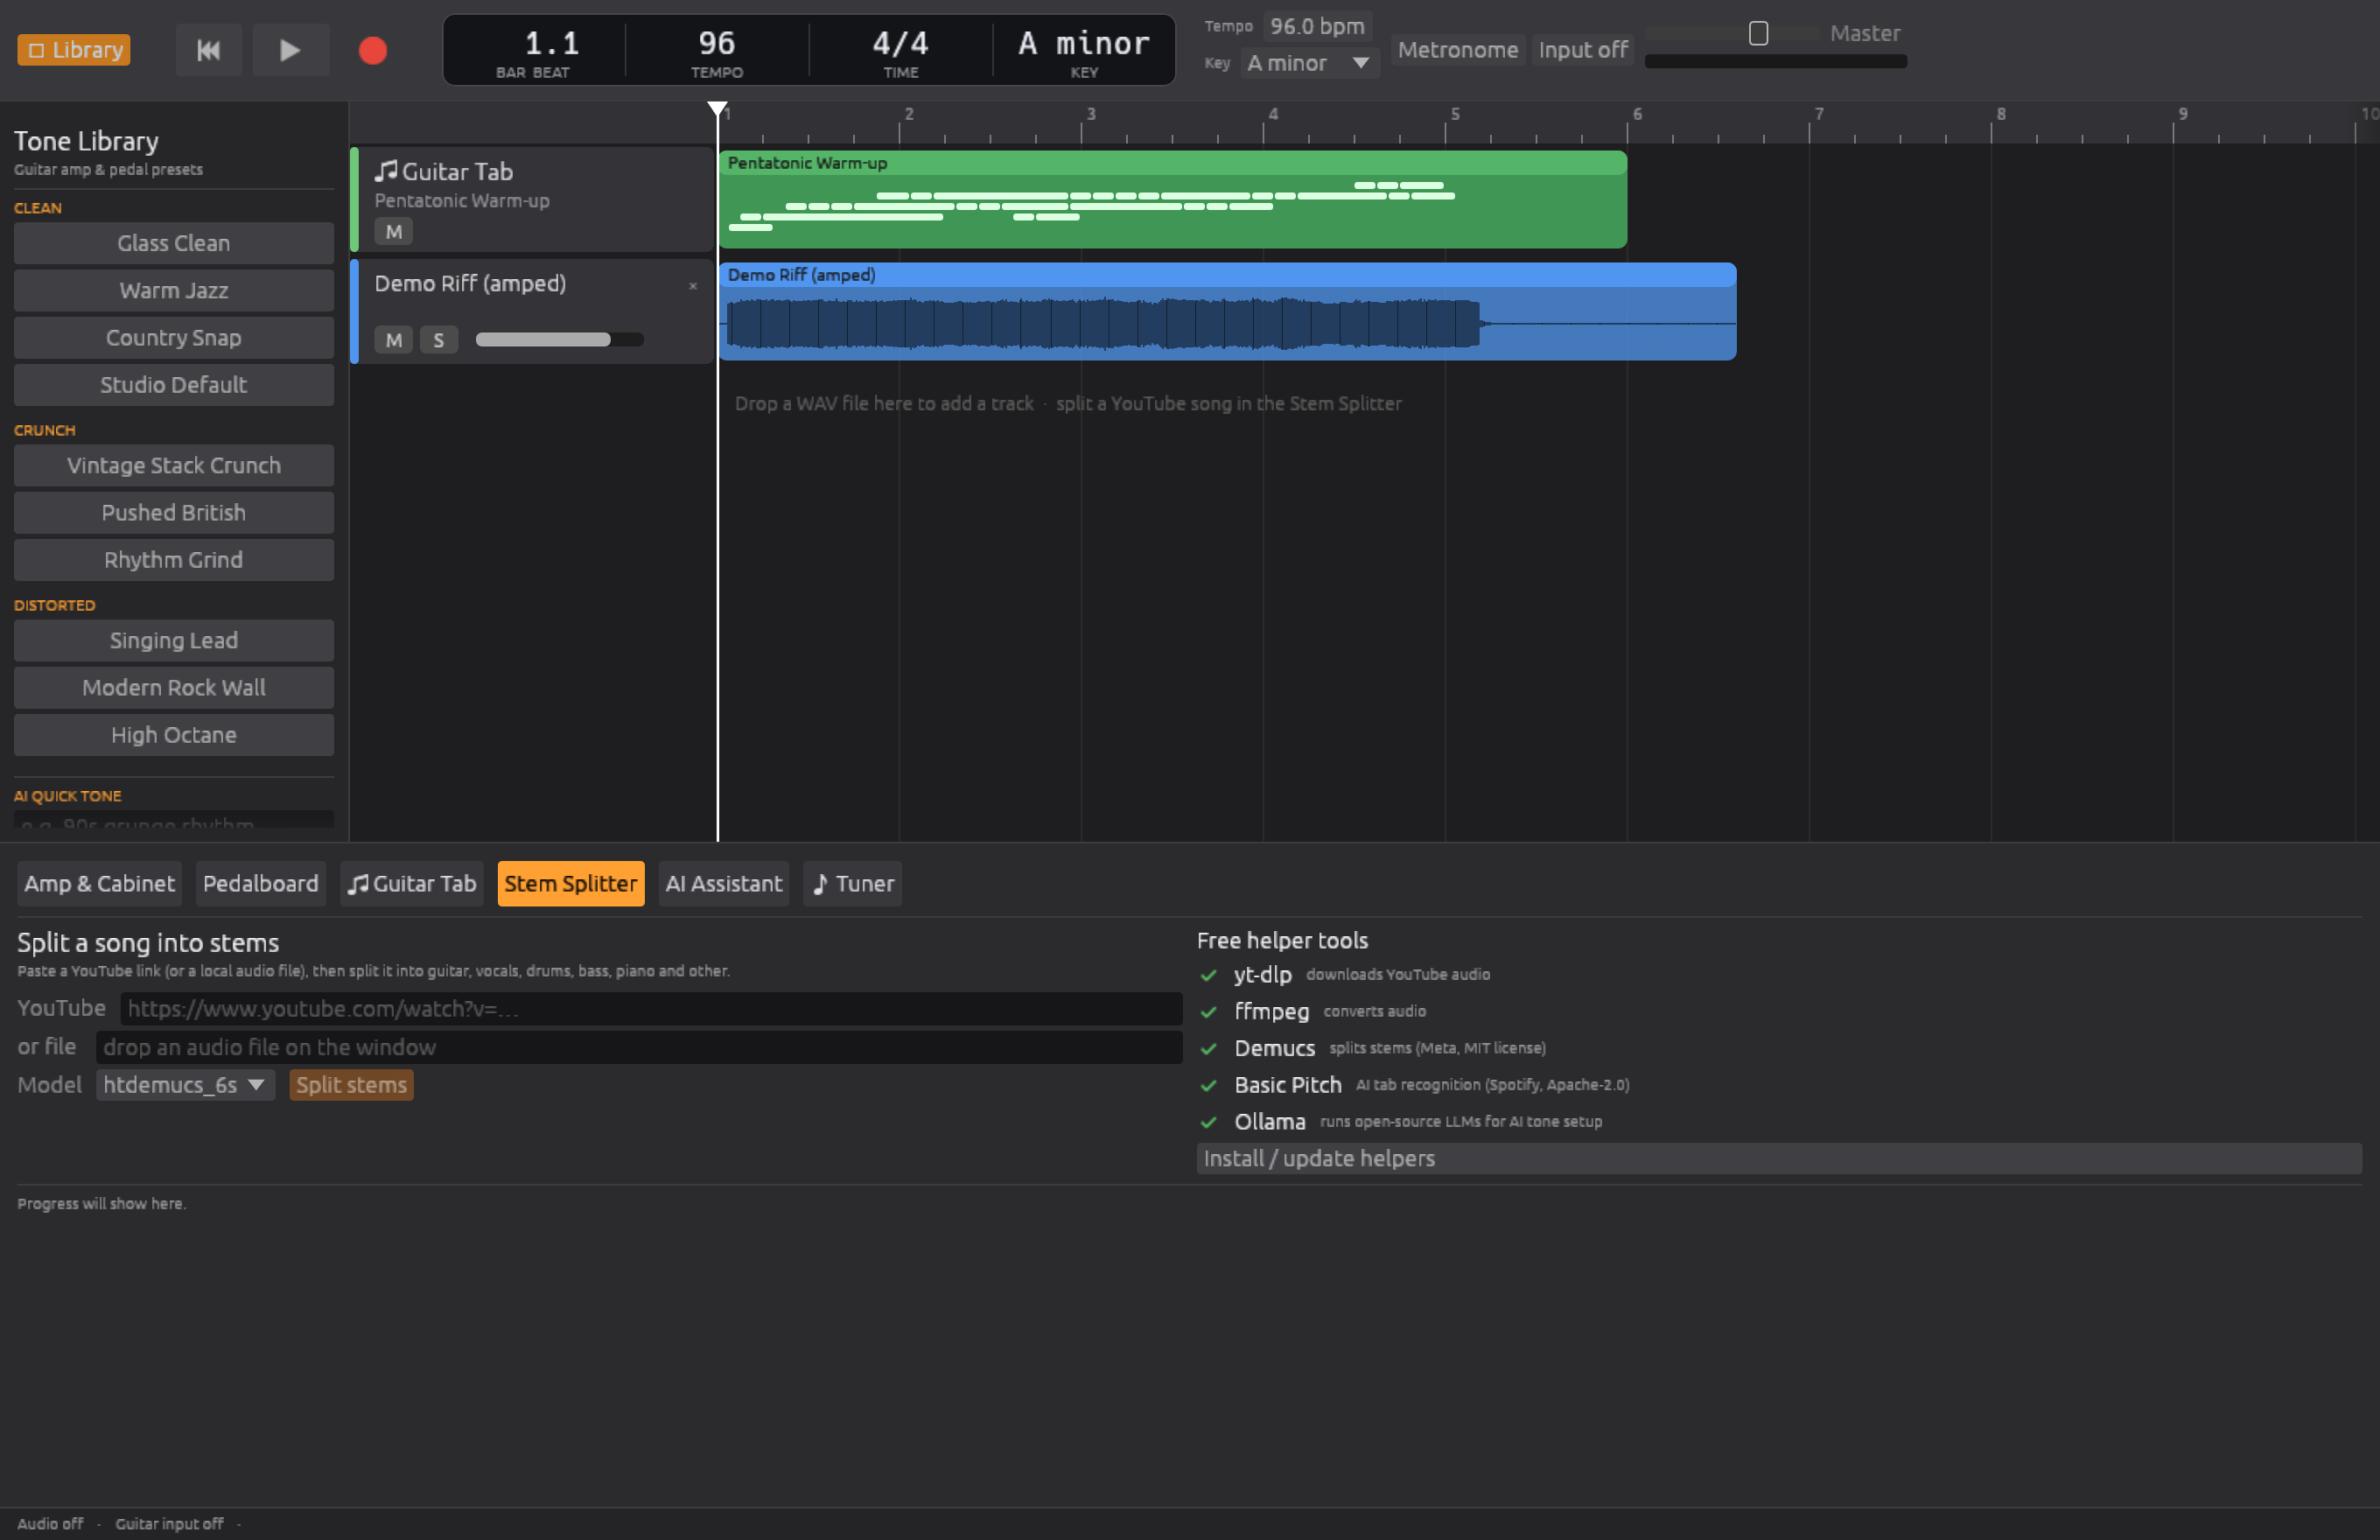 Library
1.1
BAR BEAT
96
TEMPO
4/4
TIME
A minor
KEY
Tempo 96.0 bpm
Key A minor
Metronome
Input off
Master
Tone Library
Guitar amp & pedal presets
CLEAN
Glass Clean
Warm Jazz
Country Snap
Studio Default
CRUNCH
Vintage Stack Crunch
Pushed British
Rhythm Grind
DISTORTED
Singing Lead
Modern Rock Wall
High Octane
AI QUICK TONE
e.g. 90s grunge rhythm
1 2 3 4 5 6 7 8 9 10
Guitar Tab
Pentatonic Warm-up
M
Pentatonic Warm-up
Demo Riff (amped) ×
M S
Demo Riff (amped)
Drop a WAV file here to add a track · split a YouTube song in the Stem Splitter
Amp & Cabinet
Pedalboard
Guitar Tab
Stem Splitter
AI Assistant
Tuner
Split a song into stems
Paste a YouTube link (or a local audio file), then split it into guitar, vocals, drums, bass, piano and other.
YouTube https://www.youtube.com/watch?v=...
or file drop an audio file on the window
Model htdemucs_6s Split stems
Free helper tools
yt-dlp downloads YouTube audio
ffmpeg converts audio
Demucs splits stems (Meta, MIT license)
Basic Pitch AI tab recognition (Spotify, Apache-2.0)
Ollama runs open-source LLMs for AI tone setup
Install / update helpers
Progress will show here.
Audio off · Guitar input off ·